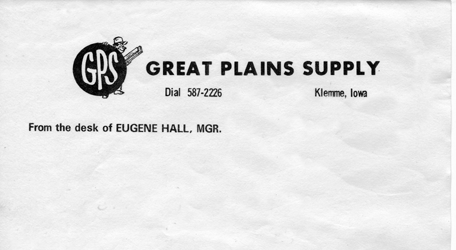 GPS
GREAT PLAINS SUPPLY
Dial 587-2226 Klemme, Iowa
From the desk of EUGENE HALL, MGR.